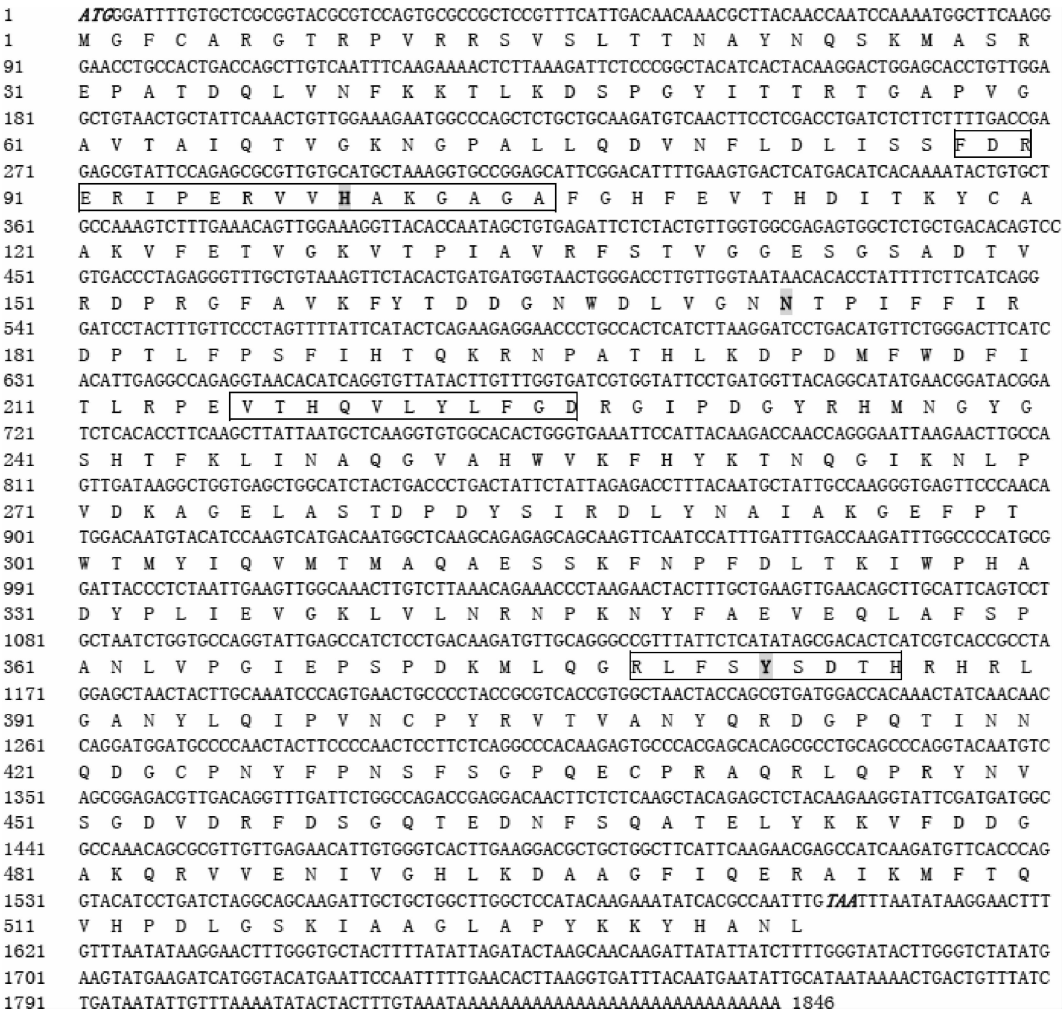 1 ATGGGATTTTGTGCTCGCGGTACGCGTCCAGTGCGCCGCTCCGTTTCATTGACAACAAACGCTTACAACCAATCCAAAATGGCTTCAAGG
1 M G F C A R G T R P V R R S V S L T T N A Y N Q S K M A S R
91 GAACCTGCCACTGACCAGCTTGTCAATTTCAAGAAAACTCTTAAAGATTCTCCCGGCTACATCACTACAAGGACTGGAGCACCTGTTGGA
31 E P A T D Q L V N F K K T L K D S P G Y I T T R T G A P V G
181 GCTGTAACTGCTATTCAAACTGTTGGAAAGAATGGCCCAGCTCTGCTGCAAGATGTCAACTTCCTCGACCTGATCTCTTCTTTTGACCGA
61 A V T A I Q T V G K N G P A L L Q D V N F L D L I S S F D R
271 GAGCGTATTCCAGAGCGCGTTGTGCATGCTAAAGGTGCCGGAGCATTCGGACATTTTGAAGTGACTCATGACATCACAAAATACTGTGCT
91 E R I P E R V V H A K G A G A F G H F E V T H D I T K Y C A
361 GCCAAAGTCTTTGAAACAGTTGGAAAGGTTACACCAATAGCTGTGAGATTCTCTACTGTTGGTGGCGAGAGTGGCTCTGCTGACACAGTCC
121 A K V F E T V G K V T P I A V R F S T V G G E S G S A D T V
451 GTGACCCTAGAGGGTTTGCTGTAAAGTTCTACACTGATGATGGTAACTGGGACCTTGTTGGTAATAACACACCTATTTTCTTCATCAGG
151 R D P R G F A V K F Y T D D G N W D L V G N N T P I F F I R
541 GATCCTACTTTGTTCCCTAGTTTTATTCATACTCAGAAGAGGAACCCTGCCACTCATCTTAAGGATCCTGACATGTTCTGGGACTTCATC
181 D P T L F P S F I H T Q K R N P A T H L K D P D M F W D F I
631 ACATTGAGGCCAGAGGTAACACATCAGGTGTTATACTTGTTTGGTGATCGTGGTATTCCTGATGGTTACAGGCATATGAACGGATACGGA
211 T L R P E V T H Q V L Y L F G D R G I P D G Y R H M N G Y G
721 TCTCACACCTTCAAGCTTATTAATGCTCAAGGTGTGGCACACTGGGTGAAATTCCATTACAAGACCAACCAGGGAATTAAGAACTTGCCA
241 S H T F K L I N A Q G V A H W V K F H Y K T N Q G I K N L P
811 GTTGATAAGGCTGGTGAGCTGGCATCTACTGACCCTGACTATTCTATTAGAGACCTTTACAATGCTATTGCCAAGGGTGAGTTCCCAACA
271 V D K A G E L A S T D P D Y S I R D L Y N A I A K G E F P T
901 TGGACAATGTACATCCAAGTCATGACAATGGCTCAAGCAGAGAGCAGCAAGTTCAATCCATTTGATTTGACCAAGATTTGGCCCCATGCG
301 W T M Y I Q V M T M A Q A E S S K F N P F D L T K I W P H A
991 GATTACCCTCTAATTGAAGTTGGCAAACTTGTCTTAAACAGAAACCCTAAGAACTACTTTGCTGAAGTTGAACAGCTTGCATTCAGTCCT
331 D Y P L I E V G K L V L N R N P K N Y F A E V E Q L A F S P
1081 GCTAATCTGGTGCCAGGTATTGAGCCATCTCCTGACAAGATGTTGCAGGGCCGTTTATTCTCATATAGCGACACTCATCGTCACCGCCTA
361 A N L V P G I E P S P D K M L Q G R L F S Y S D T H R H R L
1171 GGAGCTAACTACTTGCAAATCCCAGTGAACTGCCCCTACCGCGTCACCGTGGCTAACTACCAGCGTGATGGACCACAAACTATCAACAAC
391 G A N Y L Q I P V N C P Y R V T V A N Y Q R D G P Q T I N N
1261 CAGGATGGATGCCCCAACTACTTCCCCAACTCCTTCTCAGGCCCACAAGAGTGCCCACGAGCACAGCGCCTGCAGCCCAGGTACAATGTC
421 Q D G C P N Y F P N S F S G P Q E C P R A Q R L Q P R Y N V
1351 AGCGGAGACGTTGACAGGTTTGATTCTGGCCAGACCGAGGACAACTTCTCTCAAGCTACAGAGCTCTACAAGAAGGTATTCGATGATGGC
451 S G D V D R F D S G Q T E D N F S Q A T E L Y K K V F D D G
1441 GCCAAACAGCGCGTTGTTGAGAACATTGTGGGTCACTTGAAGGACGCTGCTGGCTTCATTCAAGAACGAGCCATCAAGATGTTCACCCAG
481 A K Q R V V E N I V G H L K D A A G F I Q E R A I K M F T Q
1531 GTACATCCTGATCTAGGCAGCAAGATTGCTGCTGGCTTGGCTCCATACAAGAAATATCACGCCAATTTGTAATTTAATATAAGGAACTTT
511 V H P D L G S K I A A G L A P Y K K Y H A N L
1621 GTTTAATATAAGGAACTTTGGGTGCTACTTTTATATTAGATACTAAGCAACAAGATTATATTATCTTTTGGGTATACTTGGGTCTATATG
1701 AAGTATGAAGATCATGGTACATGAATTCCAATTTTTGAACACTTAAGGTGATTTACAATGAATATTGCATAATAAAACTGACTGTTTATC
1791 TGATAATATTGTTTAAAATATACTACTTTGTAAATAAAAAAAAAAAAAAAAAAAAAAAAAAAAA 1846